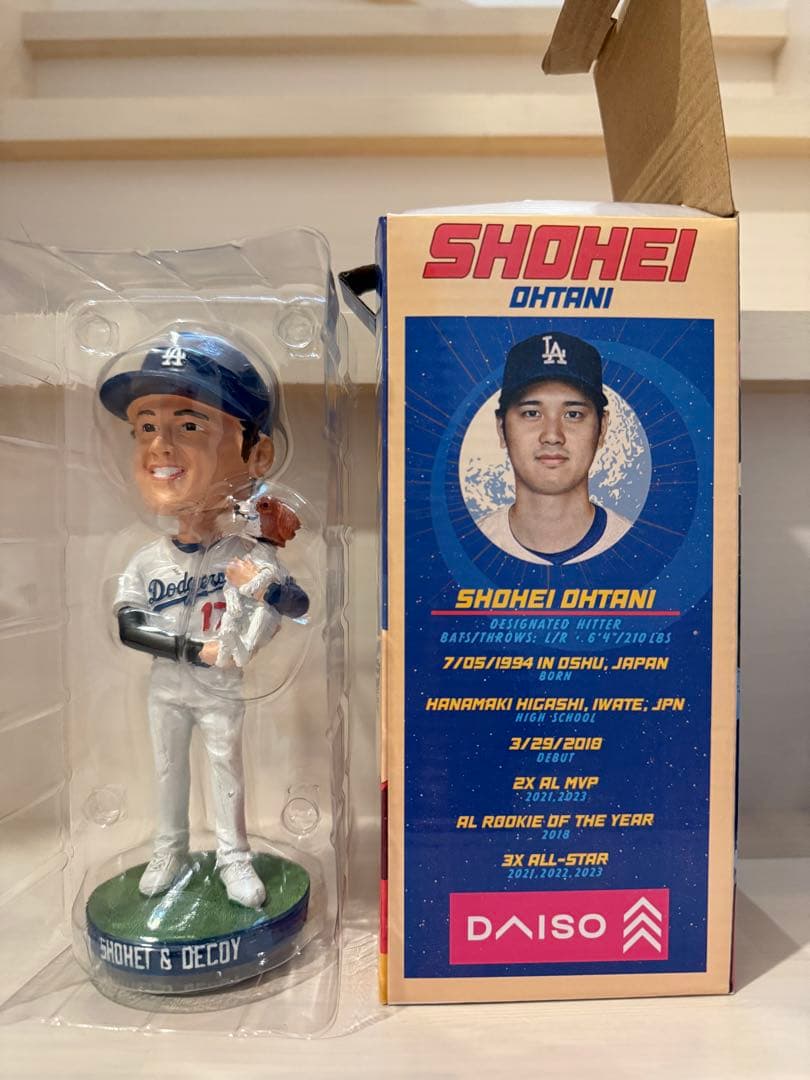 LA
Dodgers
17
SHOHEI & DECOY
SHOHEI
OHTANI
LA
SHOHEI OHTANI
DESIGNATED HITTER
BATS/THROWS: L/R · 6'4"/210 LBS
7/05/1994 IN OSHU, JAPAN
BORN
HANAMAKI HIGASHI, IWATE, JPN
HIGH SCHOOL
3/29/2018
DEBUT
2X AL MVP
2021,2023
AL ROOKIE OF THE YEAR
2018
3X ALL-STAR
2021,2022,2023
DAISO